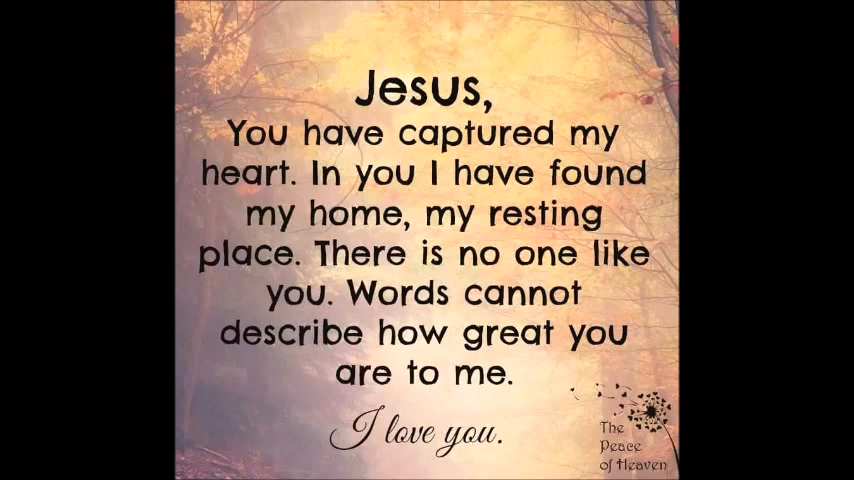 Jesus,
You have captured my
heart. In you I have found
my home, my resting
place. There is no one like
you. Words cannot
describe how great you
are to me.
I love you.
The
Peace
of Heaven